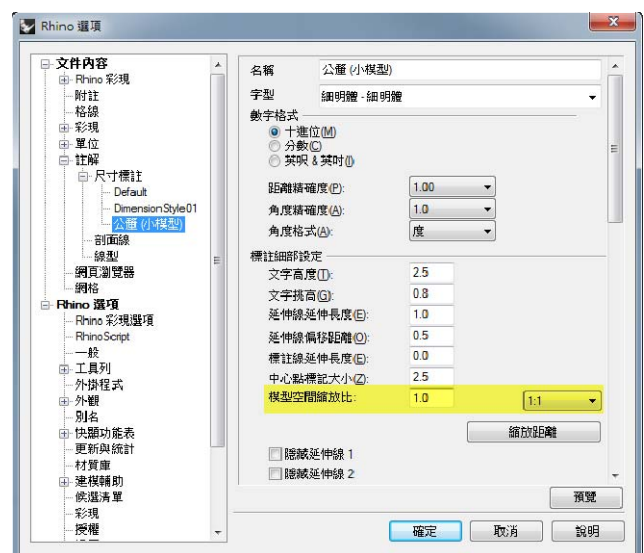 Rhino 選項
文件內容
Rhino 彩現
附註
格線
彩現
單位
註解
尺寸標註
Default
DimensionStyle01
公釐 (小模型)
剖面線
線型
網頁瀏覽器
網格
Rhino 選項
Rhino 彩現選項
RhinoScript
一般
工具列
外掛程式
外觀
別名
快顯功能表
更新與統計
材質庫
建模輔助
候選清單
彩現
授權
名稱 公釐 (小模型)
字型 細明體 - 細明體
數字格式
十進位(M)
分數(C)
英呎 & 英吋(I)
距離精確度(P): 1.00
角度精確度(A): 1.0
角度格式(A): 度
標註細部設定
文字高度(T): 2.5
文字挑高(G): 0.8
延伸線延伸長度(E): 1.0
延伸線偏移距離(O): 0.5
標註線延伸長度(E): 0.0
中心點標記大小(Z): 2.5
模型空間縮放比: 1.0 1:1
縮放距離
隱藏延伸線 1
隱藏延伸線 2
預覽
確定 取消 說明